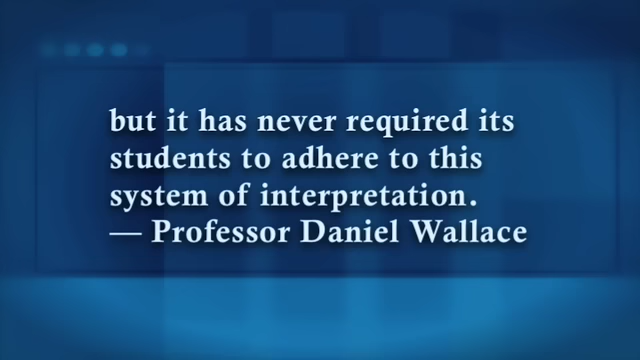 but it has never required its
students to adhere to this
system of interpretation.
— Professor Daniel Wallace